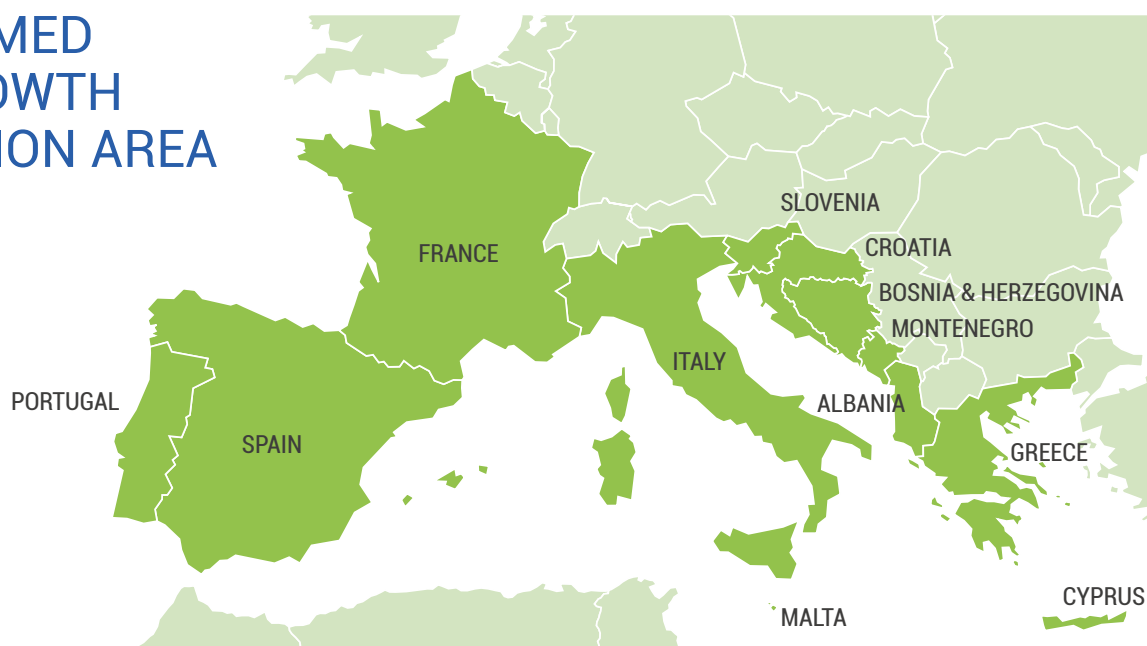 MED
OWTH
ION AREA
SLOVENIA
CROATIA
FRANCE
BOSNIA & HERZEGOVINA
MONTENEGRO
ITALY
PORTUGAL
ALBANIA
SPAIN
GREECE
CYPRUS
MALTA